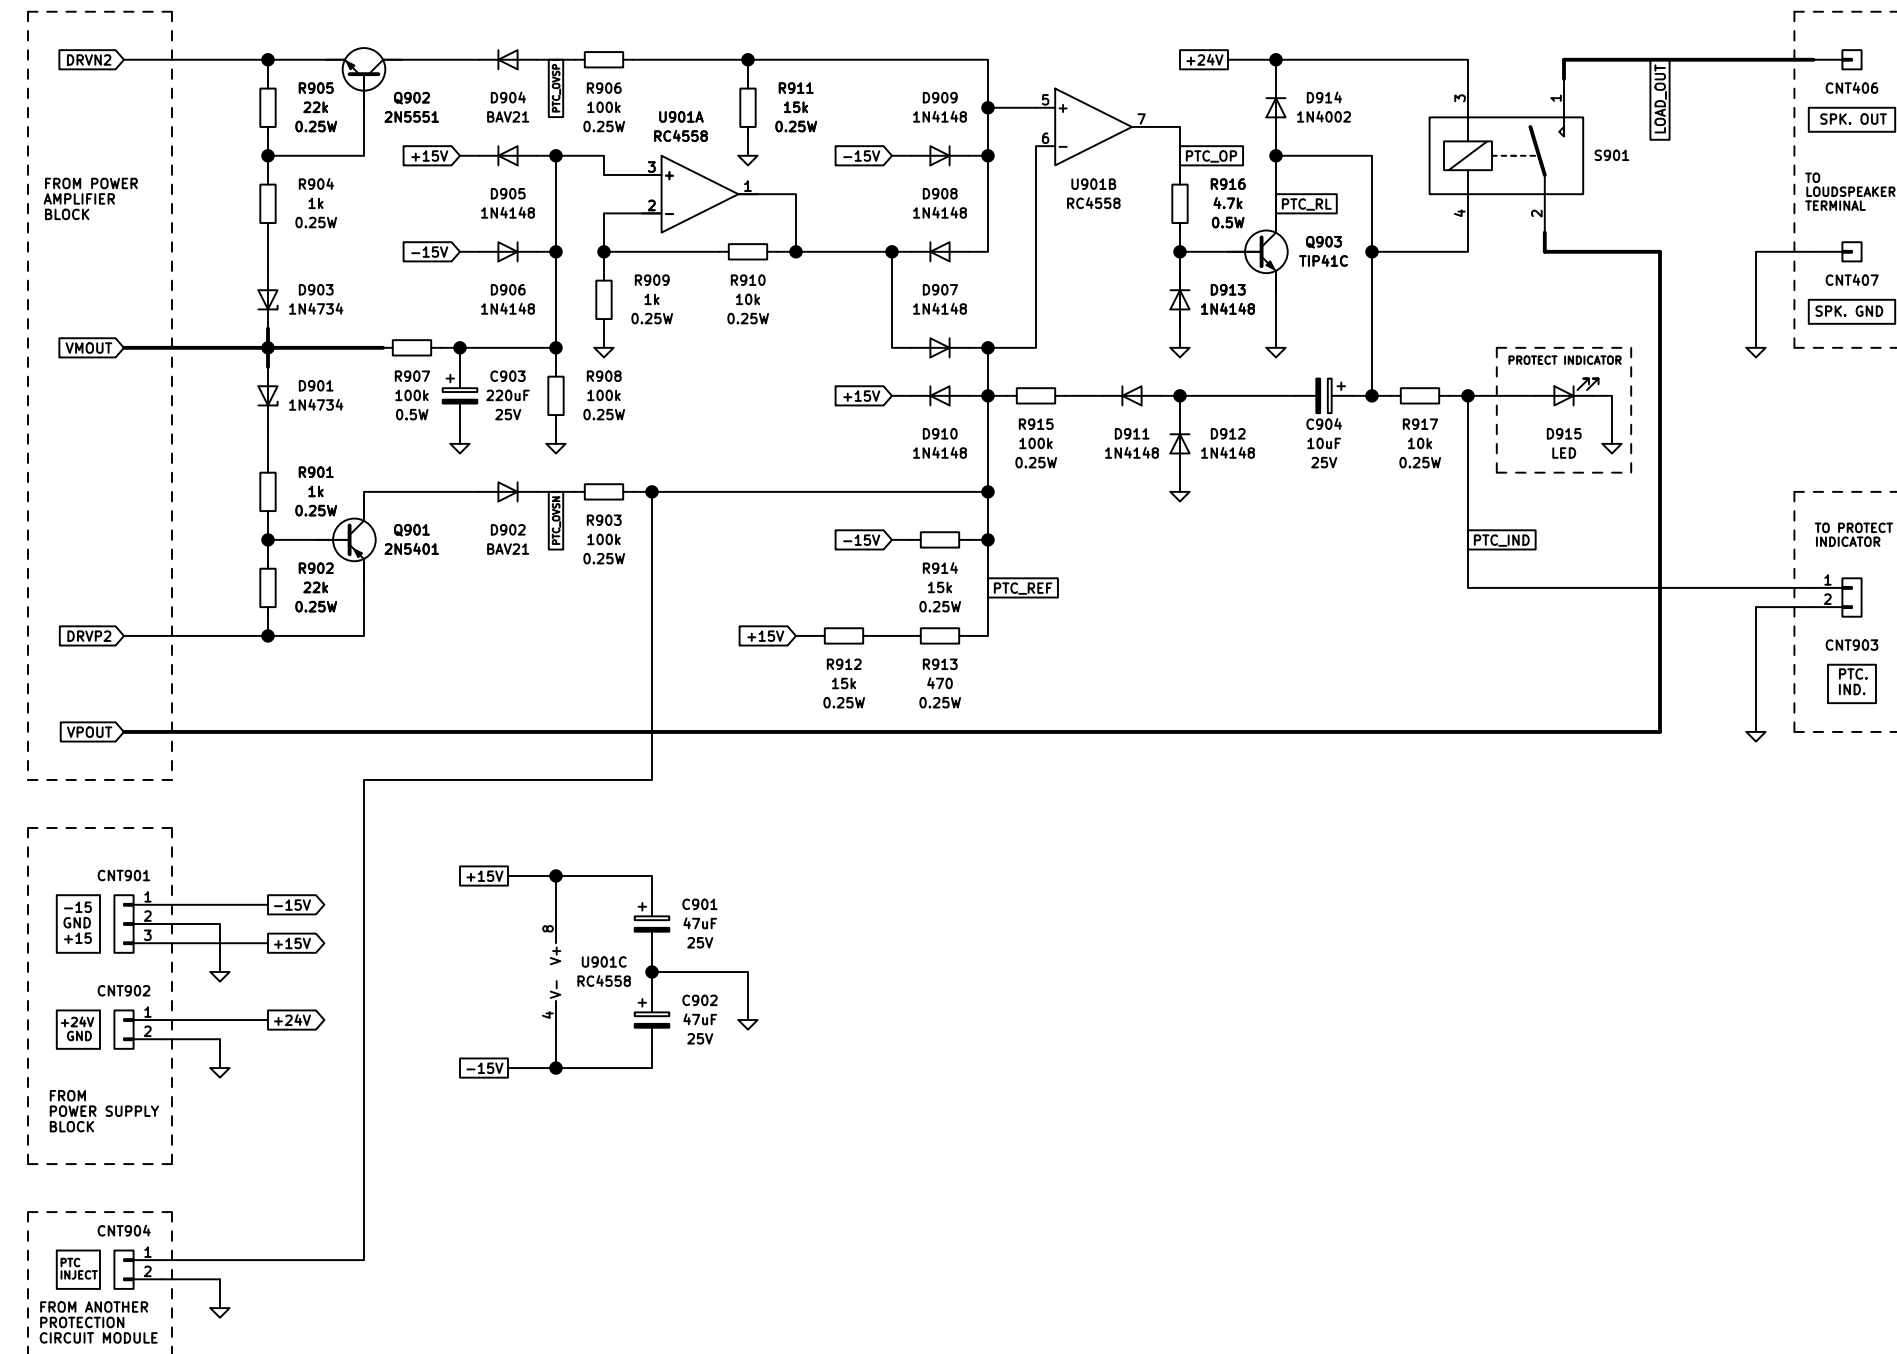 DRVN2
FROM POWER
AMPLIFIER
BLOCK
VMOUT
DRVP2
VPOUT
R905
22k
0.25W
Q902
2N5551
R904
1k
0.25W
D903
1N4734
D901
1N4734
R901
1k
0.25W
Q901
2N5401
R902
22k
0.25W
D904
BAV21
PTC_OVSP
R906
100k
0.25W
+15V
D905
1N4148
-15V
D906
1N4148
R907
100k
0.5W
+
C903
220uF
25V
R908
100k
0.25W
D902
BAV21
PTC_OVSN
R903
100k
0.25W
U901A
RC4558
3
+
2
-
1
R909
1k
0.25W
R910
10k
0.25W
R911
15k
0.25W
D909
1N4148
-15V
D908
1N4148
D907
1N4148
+15V
D910
1N4148
-15V
R914
15k
0.25W
PTC_REF
+15V
R912
15k
0.25W
R913
470
0.25W
5
+
6
-
7
U901B
RC4558
PTC_OP
R916
4.7k
0.5W
D913
1N4148
+24V
D914
1N4002
PTC_RL
Q903
TIP41C
R915
100k
0.25W
D911
1N4148
D912
1N4148
+
C904
10uF
25V
R917
10k
0.25W
3
1
4
2
S901
LOAD_OUT
PROTECT INDICATOR
D915
LED
PTC_IND
CNT406
SPK. OUT
TO
LOUDSPEAKER
TERMINAL
CNT407
SPK. GND
TO PROTECT
INDICATOR
1
2
CNT903
PTC.
IND.
CNT901
-15
GND
+15
1
2
3
-15V
+15V
CNT902
+24V
GND
1
2
+24V
FROM
POWER SUPPLY
BLOCK
+15V
8
V+
V-
4
U901C
RC4558
-15V
+
C901
47uF
25V
+
C902
47uF
25V
CNT904
PTC
INJECT
1
2
FROM ANOTHER
PROTECTION
CIRCUIT MODULE